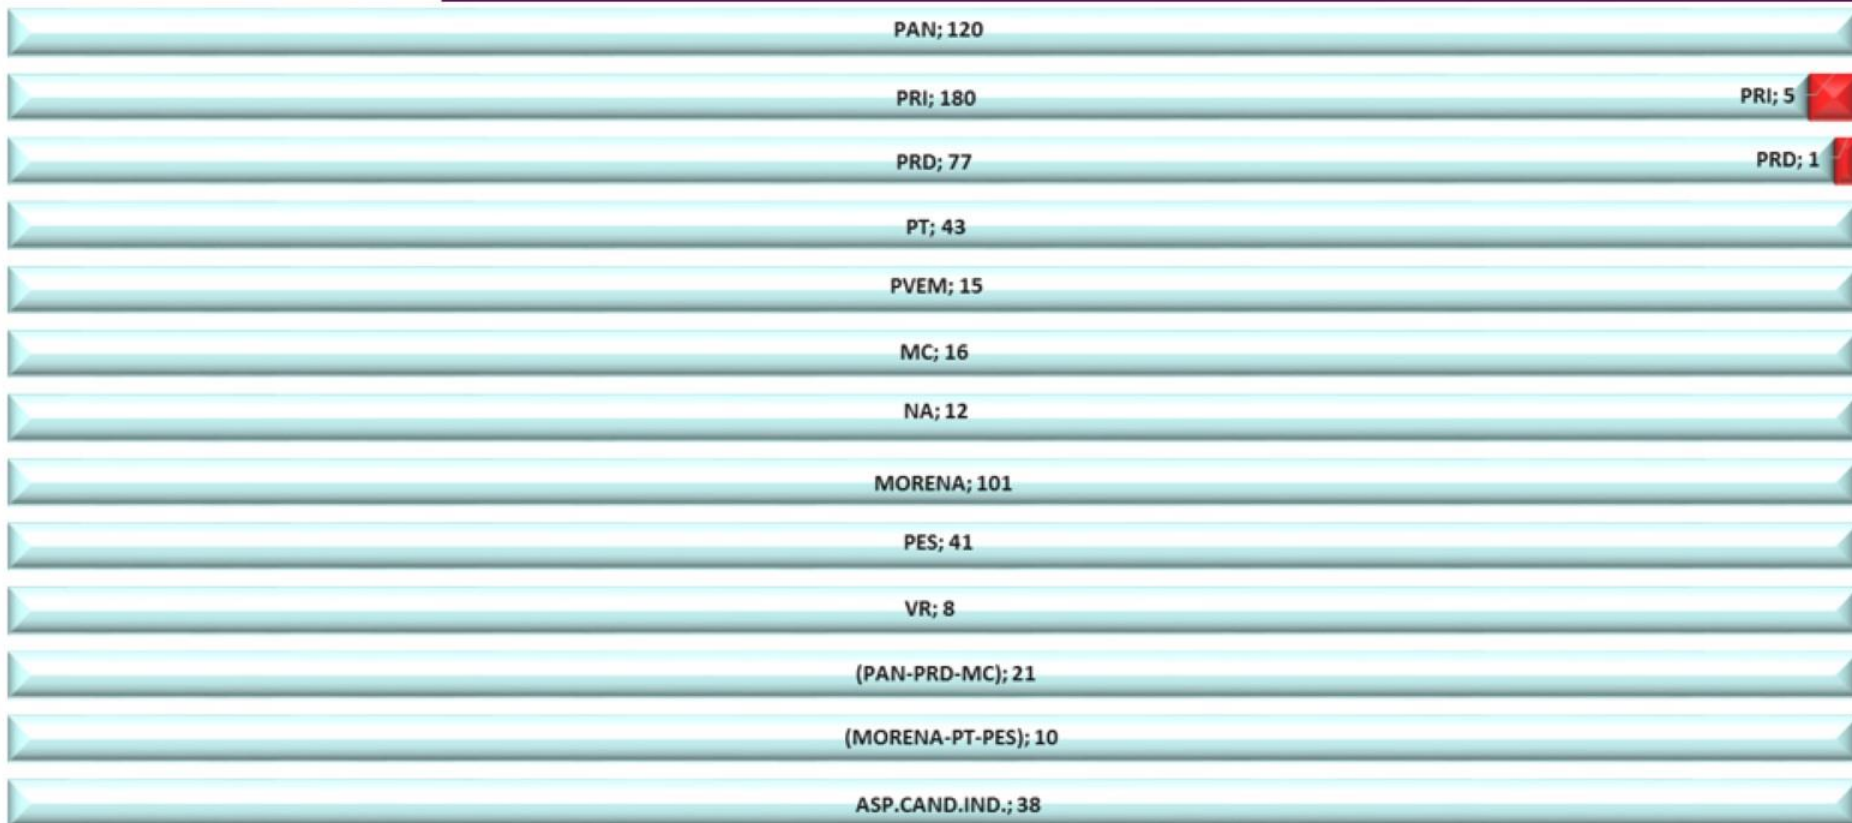 PAN; 120
PRI; 180 PRI; 5
PRD; 77 PRD; 1
PT; 43
PVEM; 15
MC; 16
NA; 12
MORENA; 101
PES; 41
VR; 8
(PAN-PRD-MC); 21
(MORENA-PT-PES); 10
ASP.CAND.IND.; 38